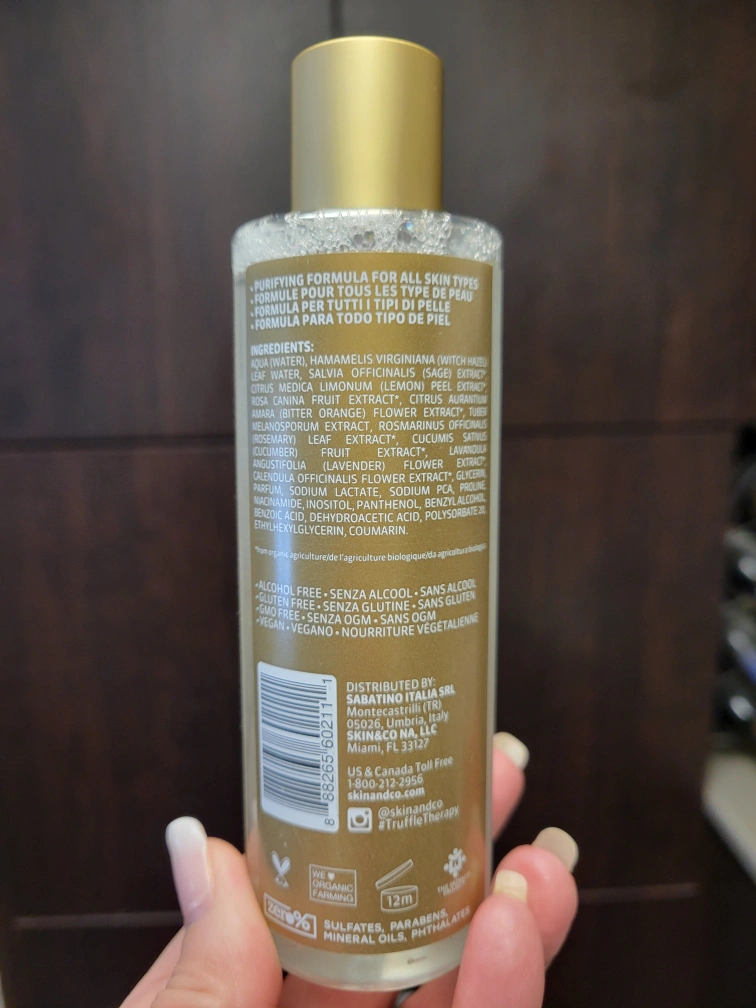 PURIFYING FORMULA FOR ALL SKIN TYPES
FORMULE POUR TOUS LES TYPE DE PEAU
FORMULA PER TUTTI I TIPI DI PELLE
FORMULA PARA TODO TIPO DE PIEL
INGREDIENTS:
AQUA (WATER), HAMAMELIS VIRGINIANA (WITCH HAZEL)
LEAF WATER, SALVIA OFFICINALIS (SAGE) EXTRACT*,
CITRUS MEDICA LIMONUM (LEMON) PEEL EXTRACT*,
ROSA CANINA FRUIT EXTRACT*, CITRUS AURANTIUM
AMARA (BITTER ORANGE) FLOWER EXTRACT*, TUBER
MELANOSPORUM EXTRACT, ROSMARINUS OFFICINALIS
(ROSEMARY) LEAF EXTRACT*, CUCUMIS SATIVUS
(CUCUMBER) FRUIT EXTRACT*, LAVANDULA
ANGUSTIFOLIA (LAVENDER) FLOWER EXTRACT*,
CALENDULA OFFICINALIS FLOWER EXTRACT*, GLYCERIN,
PARFUM, SODIUM LACTATE, SODIUM PCA, PROLINE,
NIACINAMIDE, INOSITOL, PANTHENOL, BENZYL ALCOHOL,
BENZOIC ACID, DEHYDROACETIC ACID, POLYSORBATE 20,
ETHYLHEXYLGLYCERIN, COUMARIN.
*from organic agriculture/de l'agriculture biologique/da agricoltura biologica
ALCOHOL FREE • SENZA ALCOOL • SANS ALCOOL
GLUTEN FREE • SENZA GLUTINE • SANS GLUTEN
GMO FREE • SENZA OGM • SANS OGM
VEGAN • VEGANO • NOURRITURE VÉGÉTALIENNE
8 88265 60211 1
DISTRIBUTED BY:
SABATINO ITALIA SRL
Montecastrilli (TR)
05026, Umbria, Italy
SKIN&CO NA, LLC
Miami, FL 33127
US & Canada Toll Free
1-800-212-2956
skinandco.com
@skinandco
#TruffleTherapy
WE
ORGANIC
FARMING
12m
zero%
SULFATES, PARABENS,
MINERAL OILS, PHTHALATES